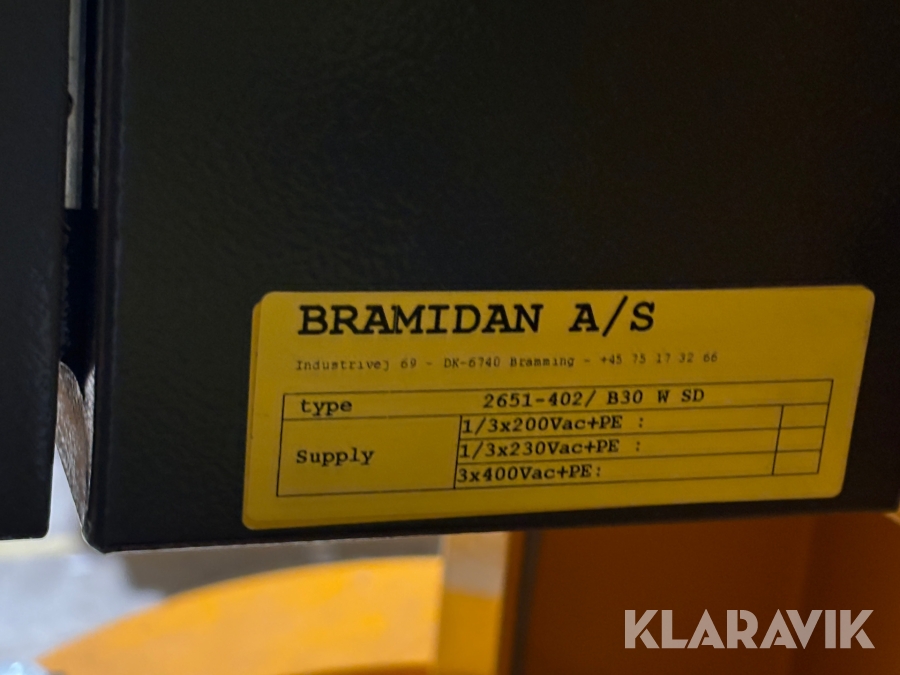 BRAMIDAN A/S
Industrivej 69 - DK-6740 Bramming - +45 75 17 32 66
type 2651-402/ B30 W SD
Supply
1/3x200Vac+PE :
1/3x230Vac+PE :
3x400Vac+PE:
KLARAVIK